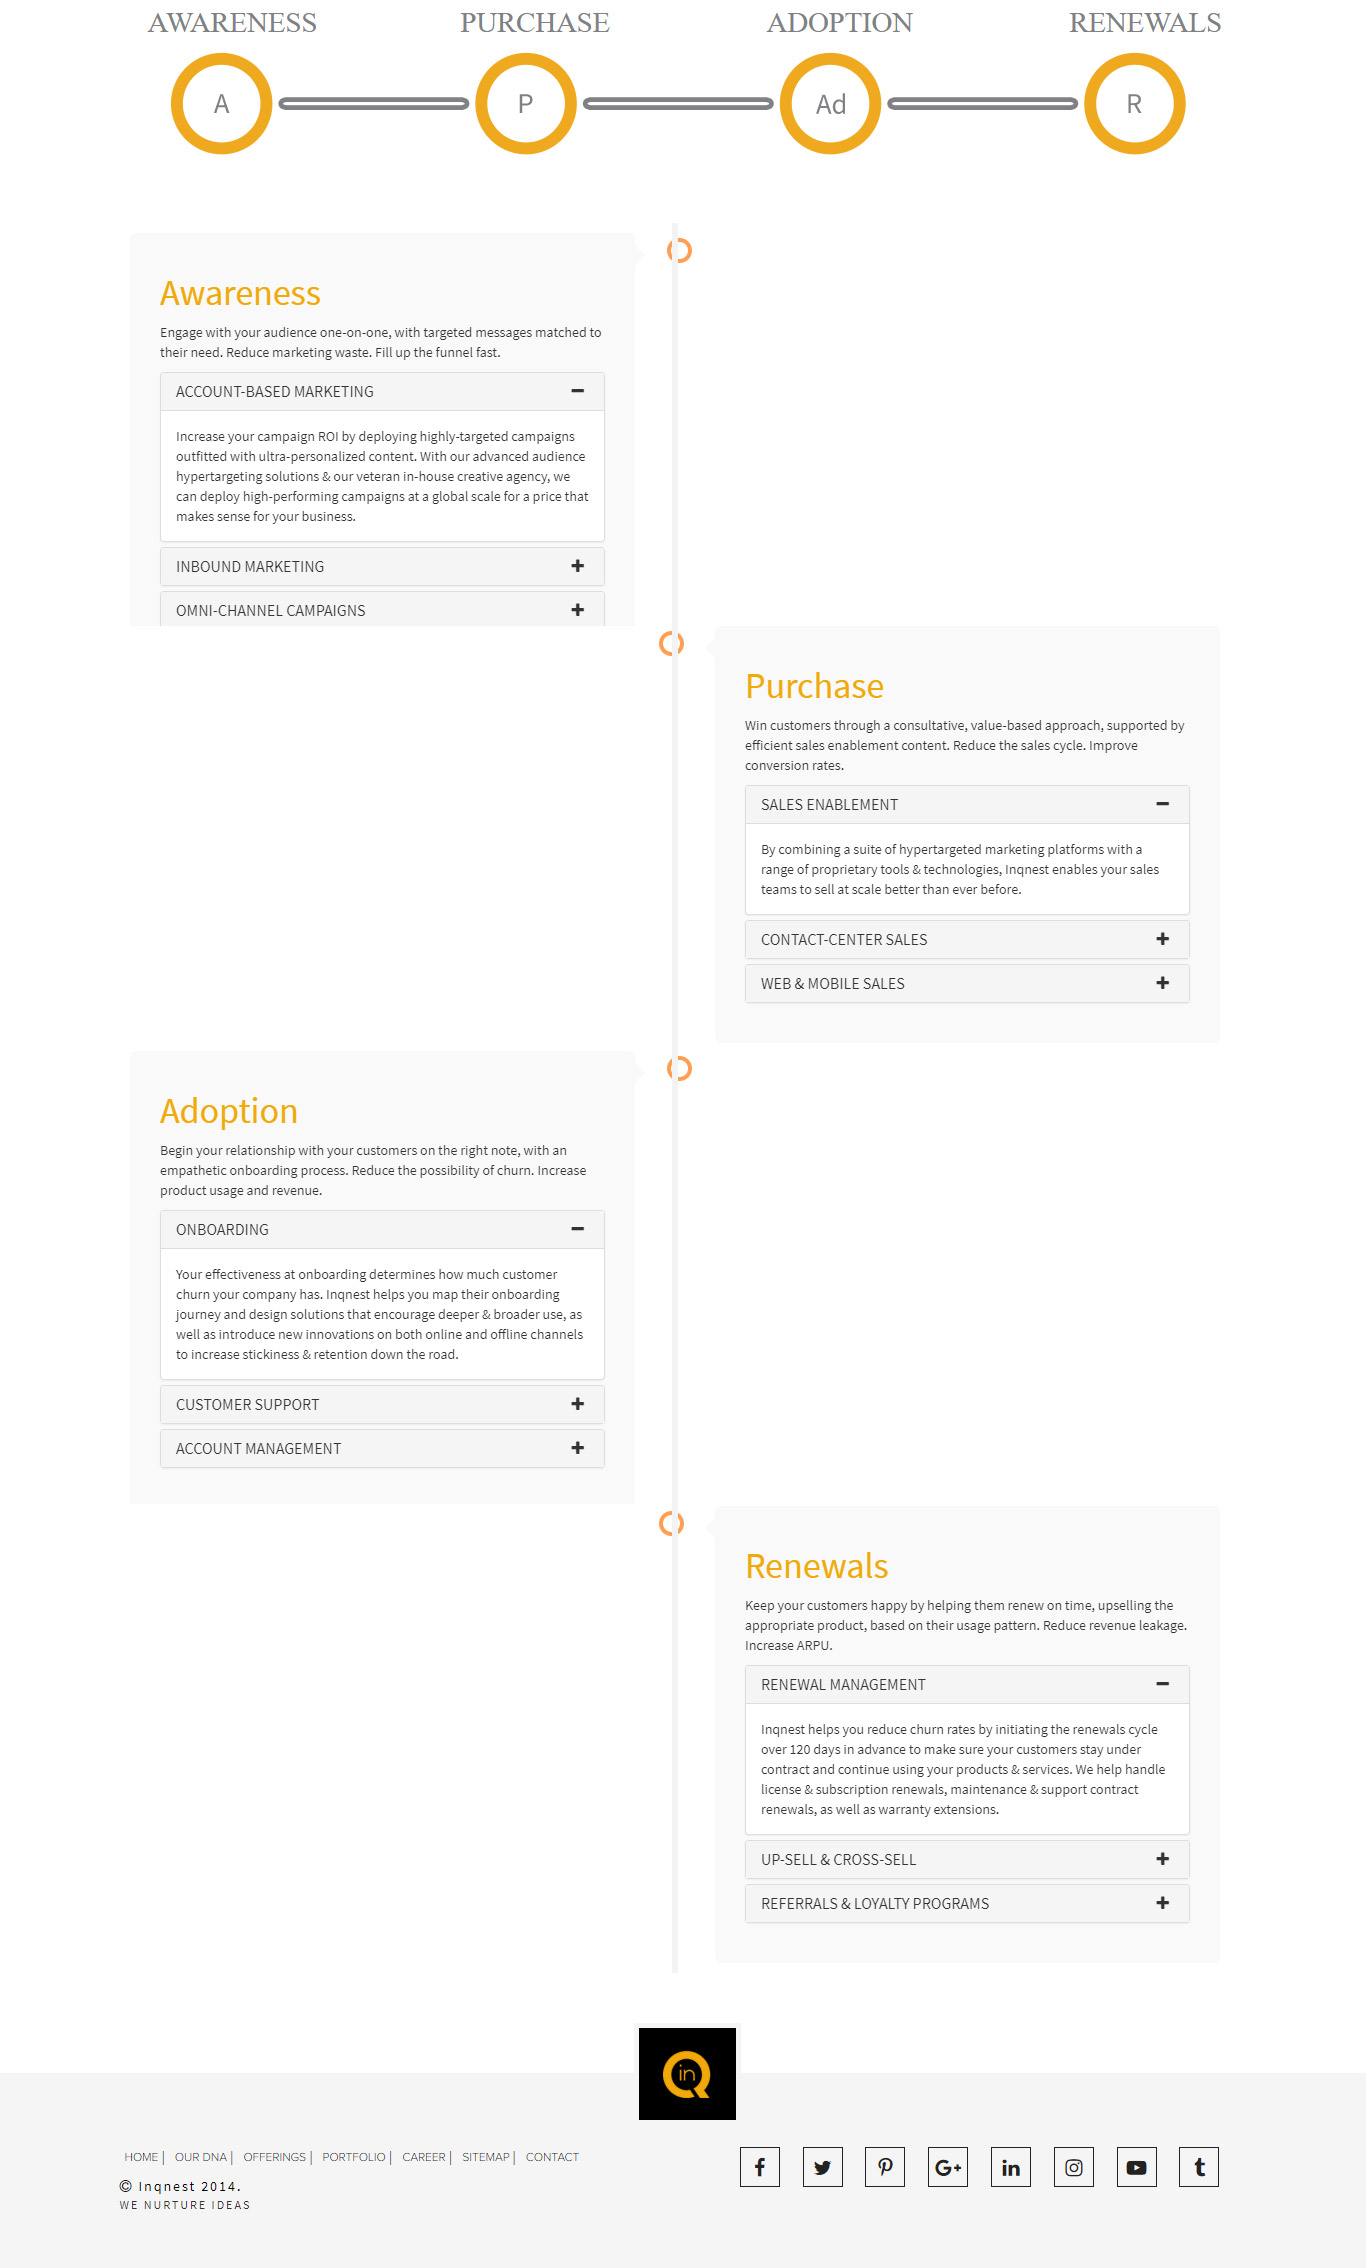 AWARENESS PURCHASE ADOPTION RENEWALS
A P Ad R
Awareness
Engage with your audience one-on-one, with targeted messages matched to
their need. Reduce marketing waste. Fill up the funnel fast.
ACCOUNT-BASED MARKETING
Increase your campaign ROI by deploying highly-targeted campaigns
outfitted with ultra-personalized content. With our advanced audience
hypertargeting solutions & our veteran in-house creative agency, we
can deploy high-performing campaigns at a global scale for a price that
makes sense for your business.
INBOUND MARKETING
OMNI-CHANNEL CAMPAIGNS
Purchase
Win customers through a consultative, value-based approach, supported by
efficient sales enablement content. Reduce the sales cycle. Improve
conversion rates.
SALES ENABLEMENT
By combining a suite of hypertargeted marketing platforms with a
range of proprietary tools & technologies, Inqnest enables your sales
teams to sell at scale better than ever before.
CONTACT-CENTER SALES
WEB & MOBILE SALES
Adoption
Begin your relationship with your customers on the right note, with an
empathetic onboarding process. Reduce the possibility of churn. Increase
product usage and revenue.
ONBOARDING
Your effectiveness at onboarding determines how much customer
churn your company has. Inqnest helps you map their onboarding
journey and design solutions that encourage deeper & broader use, as
well as introduce new innovations on both online and offline channels
to increase stickiness & retention down the road.
CUSTOMER SUPPORT
ACCOUNT MANAGEMENT
Renewals
Keep your customers happy by helping them renew on time, upselling the
appropriate product, based on their usage pattern. Reduce revenue leakage.
Increase ARPU.
RENEWAL MANAGEMENT
Inqnest helps you reduce churn rates by initiating the renewals cycle
over 120 days in advance to make sure your customers stay under
contract and continue using your products & services. We help handle
license & subscription renewals, maintenance & support contract
renewals, as well as warranty extensions.
UP-SELL & CROSS-SELL
REFERRALS & LOYALTY PROGRAMS
in
HOME | OUR DNA | OFFERINGS | PORTFOLIO | CAREER | SITEMAP | CONTACT
© Inqnest 2014.
WE NURTURE IDEAS